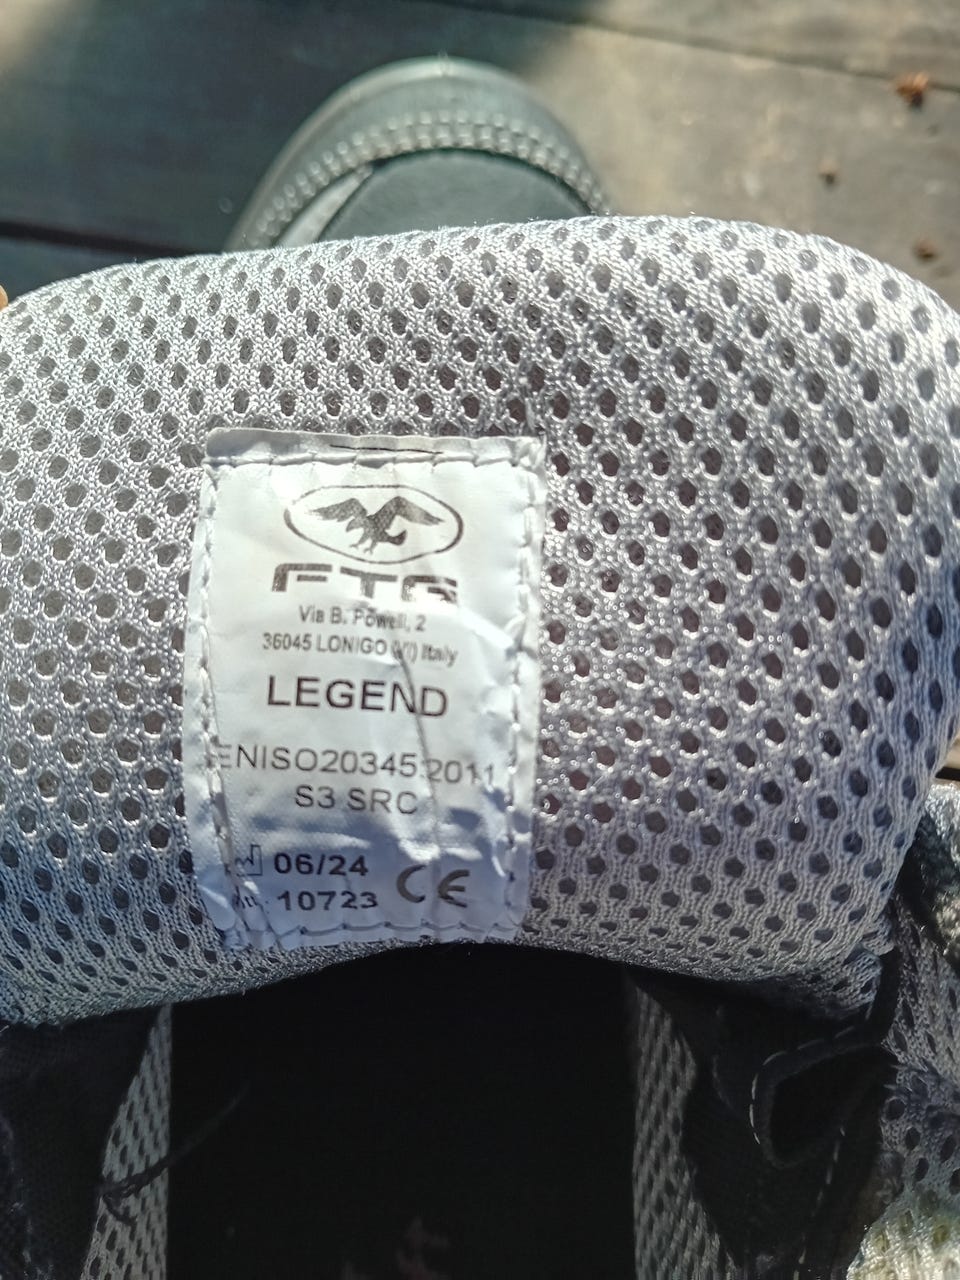 FTG
Via B. Powell, 2
36045 LONIGO (VI) Italy
LEGEND
ENISO20345:2011
S3 SRC
06/24
10723 CE